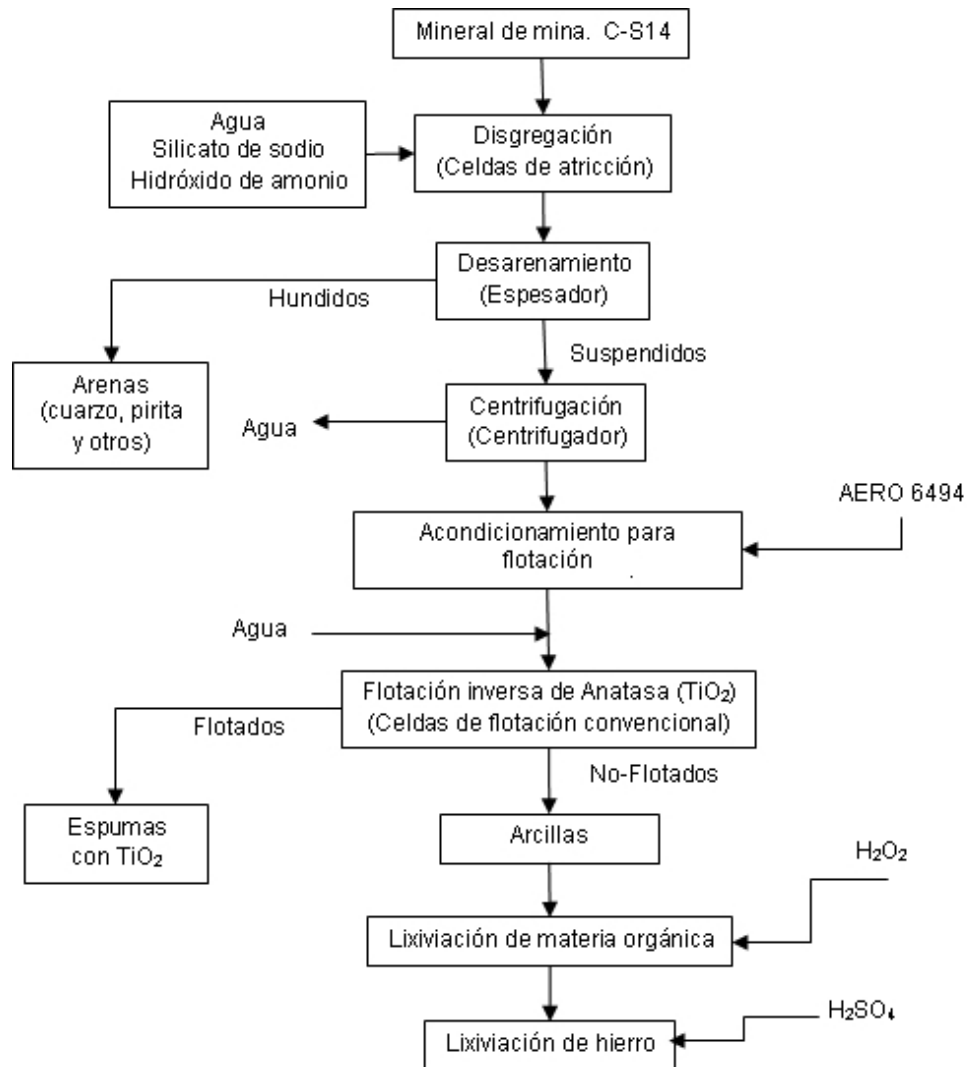 Mineral de mina. C-S14
Agua
Silicato de sodio
Hidróxido de amonio
Disgregación
(Celdas de atricción)
Desarenamiento
(Espesador)
Hundidos
Suspendidos
Arenas
(cuarzo, pirita
y otros)
Agua
Centrifugación
(Centrifugador)
AERO 6494
Acondicionamiento para
flotación
Agua
Flotación inversa de Anatasa (TiO₂)
(Celdas de flotación convencional)
Flotados
No-Flotados
Espumas
con TiO₂
Arcillas
H₂O₂
Lixiviación de materia orgánica
H₂SO₄
Lixiviación de hierro